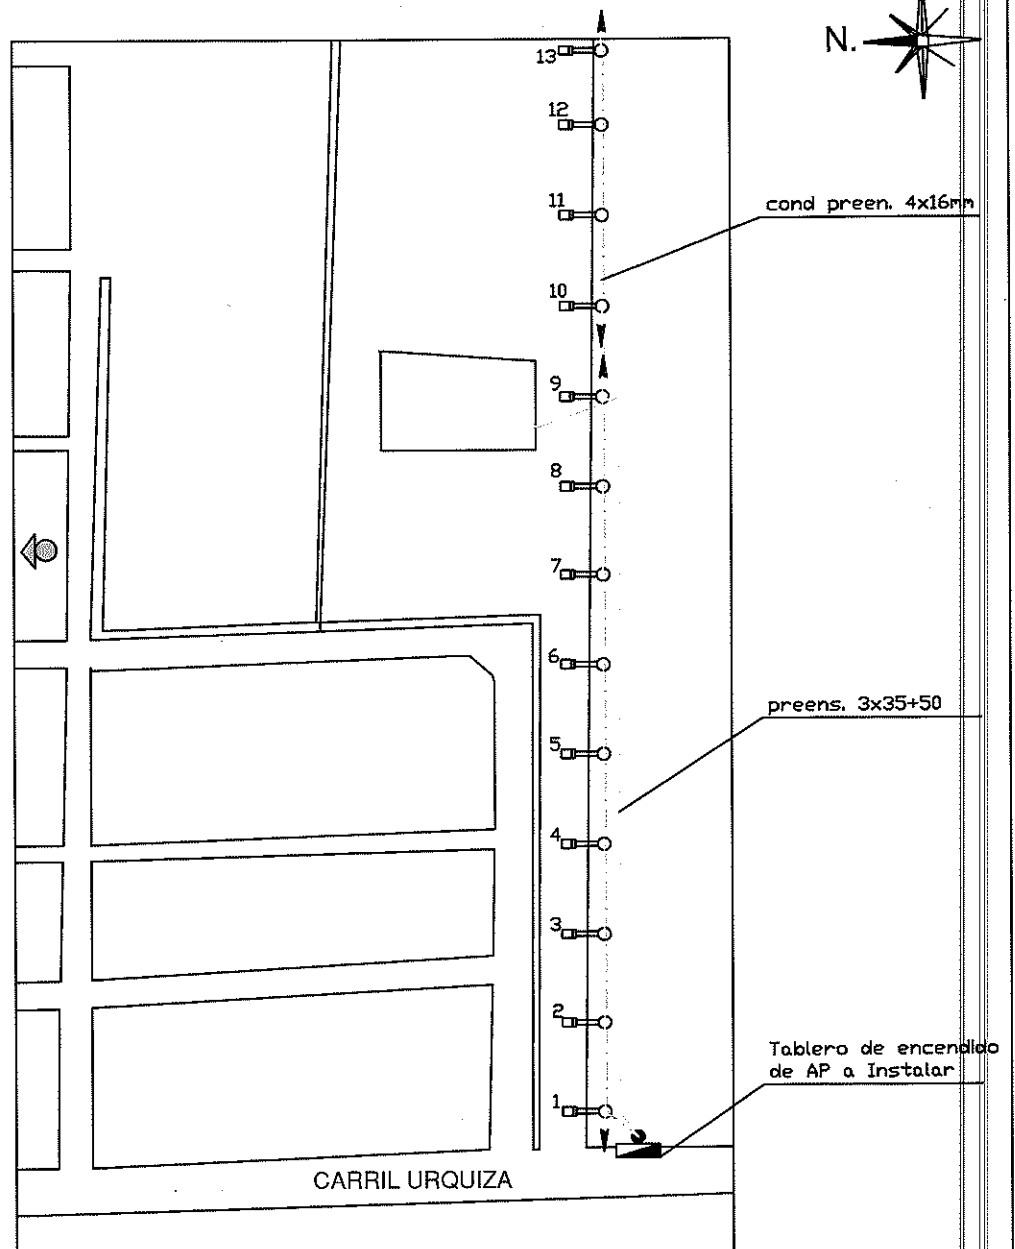 N.
13
12
11
cond preen. 4x16mm
10
9
8
7
6
preens. 3x35+50
5
4
3
2
Tablero de encendido
de AP a Instalar
1
CARRIL URQUIZA